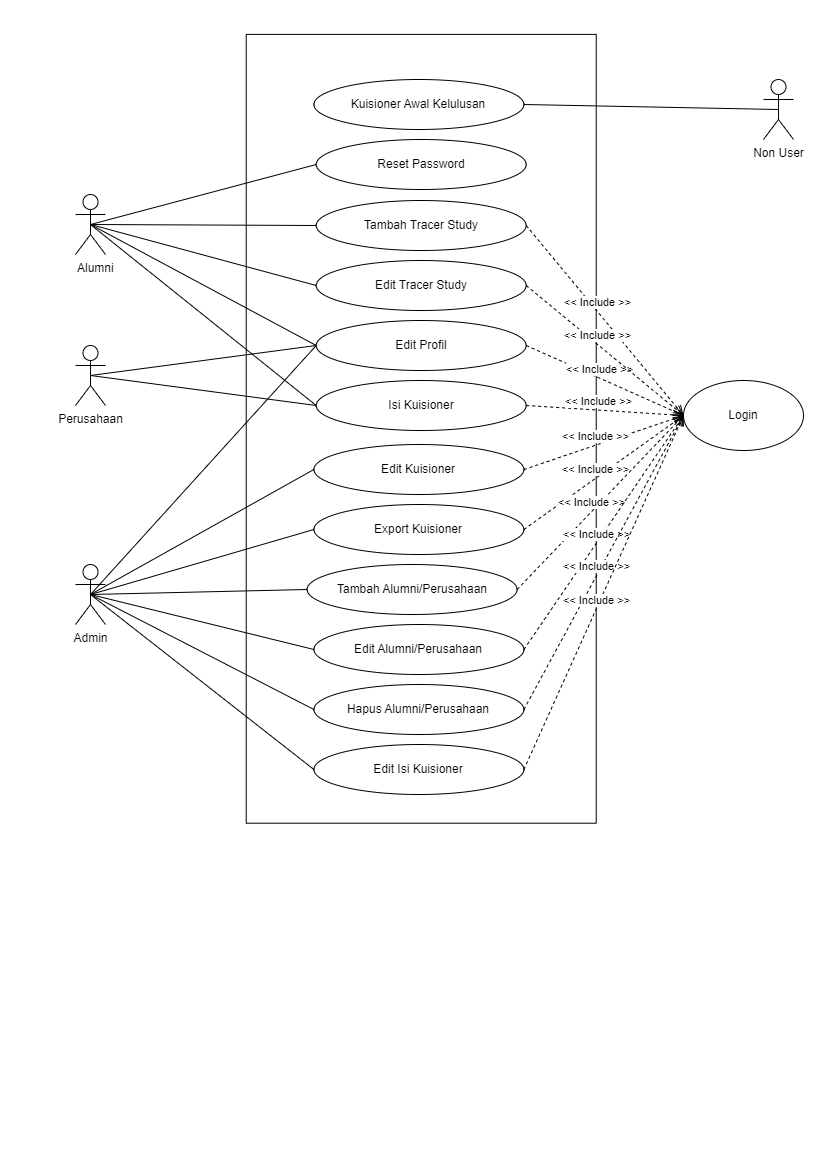 Kuisioner Awal Kelulusan
Non User
Reset Password
Tambah Tracer Study
Alumni
Edit Tracer Study
<< Include >>
<< Include >>
Edit Profil
<< Include >>
Perusahaan
Isi Kuisioner
<< Include >>
Login
<< Include >>
Edit Kuisioner
<< Include >>
<< Include >>
Export Kuisioner
<< Include >>
<< Include >>
Tambah Alumni/Perusahaan
<< Include >>
Admin
Edit Alumni/Perusahaan
Hapus Alumni/Perusahaan
Edit Isi Kuisioner